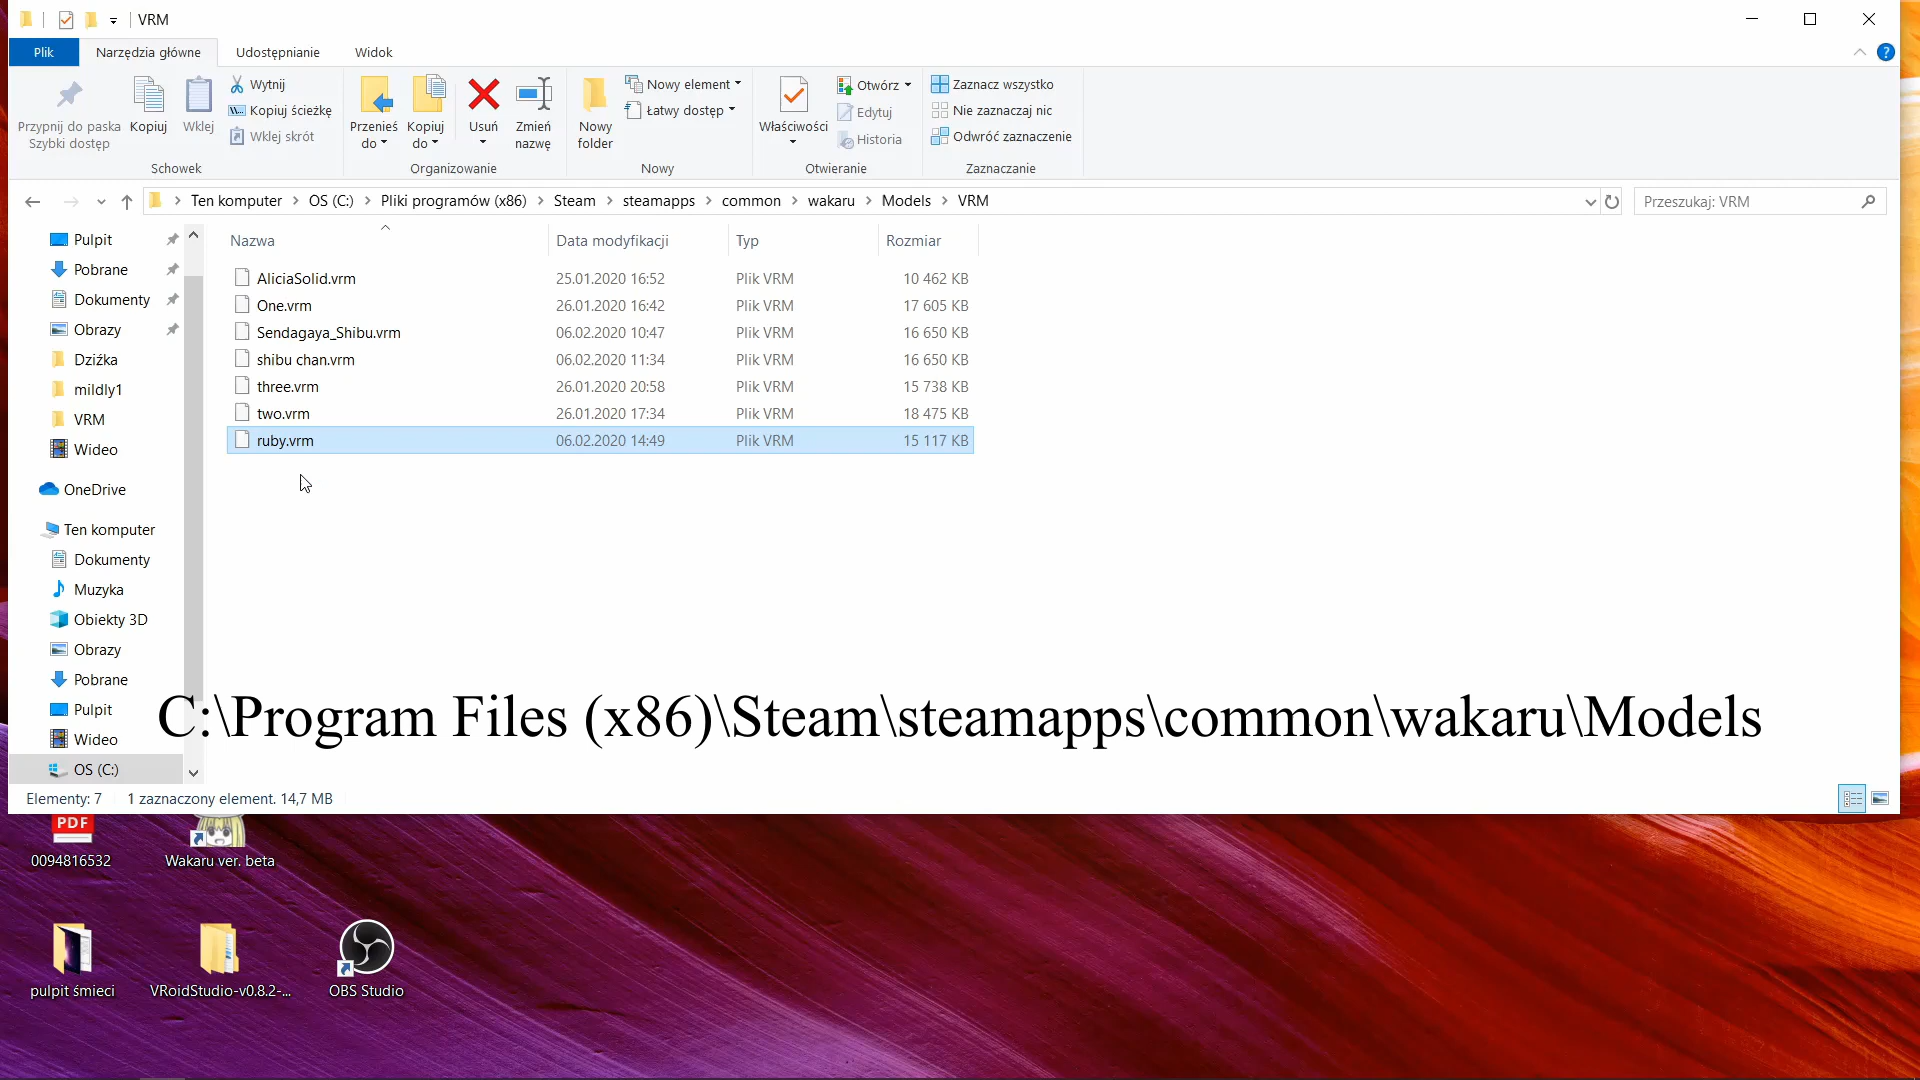 VRM
Plik Narzędzia główne Udostępnianie Widok
Przypnij do paska Szybki dostęp
Kopiuj
Wklej
Wytnij
Kopiuj ścieżkę
Wklej skrót
Schowek
Przenieś do
Kopiuj do
Usuń
Zmień nazwę
Organizowanie
Nowy folder
Nowy element
Łatwy dostęp
Nowy
Właściwości
Otwórz
Edytuj
Historia
Otwieranie
Zaznacz wszystko
Nie zaznaczaj nic
Odwróć zaznaczenie
Zaznaczanie
Ten komputer > OS (C:) > Pliki programów (x86) > Steam > steamapps > common > wakaru > Models > VRM
Przeszukaj: VRM
Pulpit
Pobrane
Dokumenty
Obrazy
Dziźka
mildly1
VRM
Wideo
OneDrive
Ten komputer
Dokumenty
Muzyka
Obiekty 3D
Obrazy
Pobrane
Pulpit
Wideo
OS (C:)
Nazwa Data modyfikacji Typ Rozmiar
AliciaSolid.vrm 25.01.2020 16:52 Plik VRM 10 462 KB
One.vrm 26.01.2020 16:42 Plik VRM 17 605 KB
Sendagaya_Shibu.vrm 06.02.2020 10:47 Plik VRM 16 650 KB
shibu chan.vrm 06.02.2020 11:34 Plik VRM 16 650 KB
three.vrm 26.01.2020 20:58 Plik VRM 15 738 KB
two.vrm 26.01.2020 17:34 Plik VRM 18 475 KB
ruby.vrm 06.02.2020 14:49 Plik VRM 15 117 KB
C:\Program Files (x86)\Steam\steamapps\common\wakaru\Models
Elementy: 7 1 zaznaczony element. 14,7 MB
PDF
0094816532
Wakaru ver. beta
pulpit śmieci
VRoidStudio-v0.8.2-...
OBS Studio